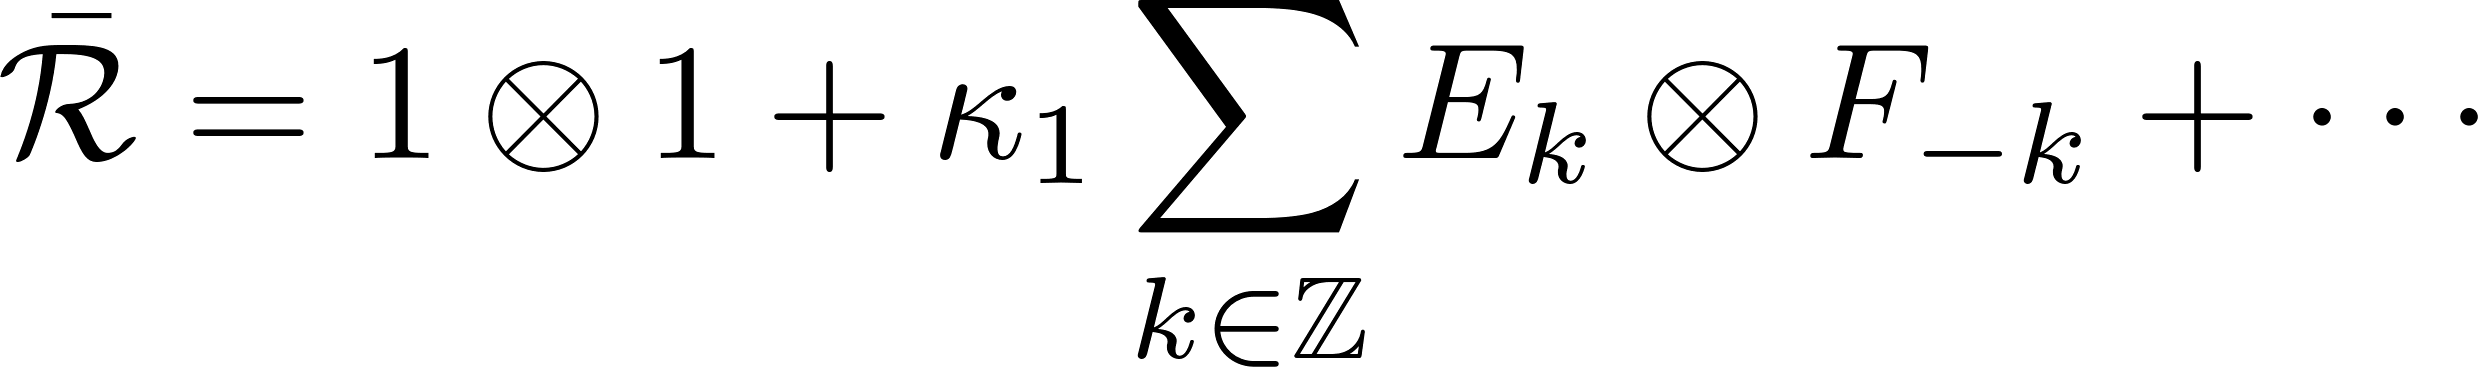 $\bar{\mathcal{R}} = 1 \otimes 1 + \kappa_1 \sum_{k \in \mathbb{Z}} E_k \otimes F_{-k} + \cdots$